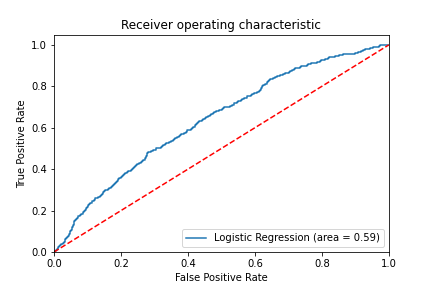 Receiver operating characteristic
1.0
0.8
0.6
0.4
0.2
0.0
True Positive Rate
Logistic Regression (area = 0.59)
0.0 0.2 0.4 0.6 0.8 1.0
False Positive Rate